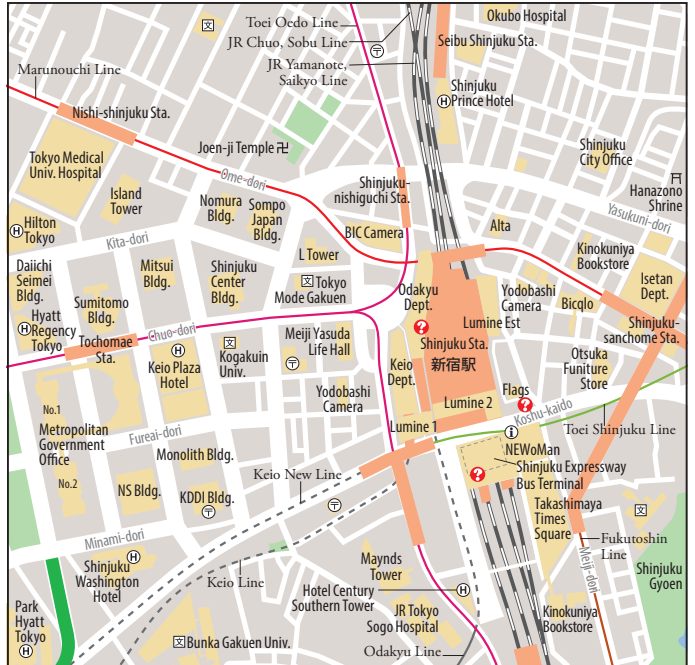 Toei Oedo Line
JR Chuo, Sobu Line
JR Yamanote,
Saikyo Line
Okubo Hospital
Seibu Shinjuku Sta.
文
〒
Marunouchi Line
Nishi-shinjuku Sta.
H
Shinjuku
Prince Hotel
Joen-ji Temple 卍
Tokyo Medical
Univ. Hospital
Ome-dori
Shinjuku
City Office
Hanazono
Shrine
Yasukuni-dori
Island
Tower
Nomura
Bldg.
Sompo
Japan
Bldg.
Shinjuku-
nishiguchi Sta.
H
Hilton
Tokyo
Kita-dori
BIC Camera
Alta
Kinokuniya
Bookstore
L Tower
Daiichi
Seimei
Bldg.
Mitsui
Bldg.
Shinjuku
Center
Bldg.
文 Tokyo
Mode Gakuen
Odakyu
Dept.
Yodobashi
Camera
Bicqlo
Isetan
Dept.
Sumitomo
Bldg.
H
Hyatt
Regency
Tokyo
Chuo-dori
Tochomae
Sta.
?
Lumine Est
Shinjuku-
sanchome Sta.
H
Keio Plaza
Hotel
文
Kogakuin
Univ.
Meiji Yasuda
Life Hall
〒
Shinjuku Sta.
新宿駅
Keio
Dept.
Otsuka
Funiture
Store
Yodobashi
Camera
Flags
?
Lumine 2
Lumine 1
Koshu-kaido
i
Toei Shinjuku Line
No.1
Metropolitan
Government
Office
No.2
Fureai-dori
Monolith Bldg.
Keio New Line
NEWoMan
Shinjuku Expressway
Bus Terminal
?
NS Bldg.
KDDI Bldg.
〒
〒
Takashimaya
Times
Square
文
Minami-dori
Fukutoshin
Line
Meiji-dori
Shinjuku
Gyoen
H
Shinjuku
Washington
Hotel
Keio Line
Maynds
Tower
Hotel Century
Southern Tower
H
JR Tokyo
Sogo Hospital
Kinokuniya
Bookstore
Park
Hyatt
Tokyo
H
文 Bunka Gakuen Univ.
Odakyu Line